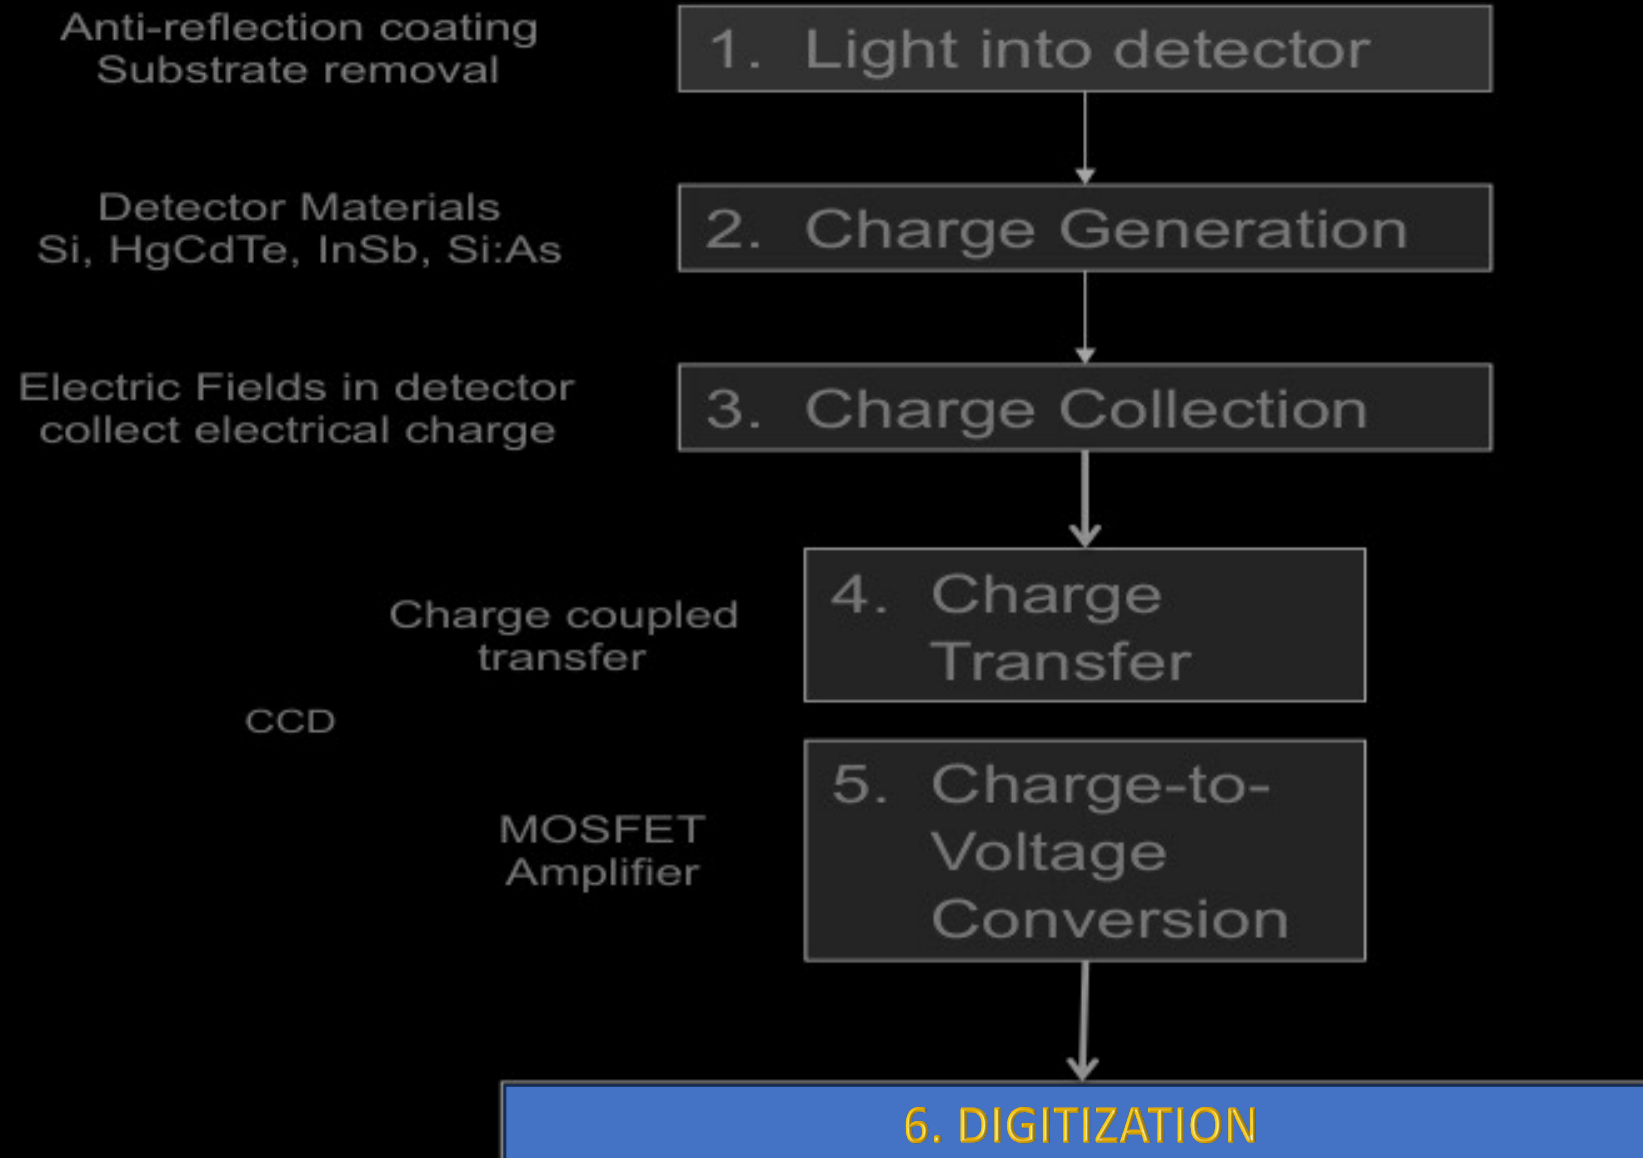 Anti-reflection coating
Substrate removal
1. Light into detector
Detector Materials
Si, HgCdTe, InSb, Si:As
2. Charge Generation
Electric Fields in detector
collect electrical charge
3. Charge Collection
Charge coupled
transfer
4. Charge
Transfer
CCD
MOSFET
Amplifier
5. Charge-to-
Voltage
Conversion
6. DIGITIZATION